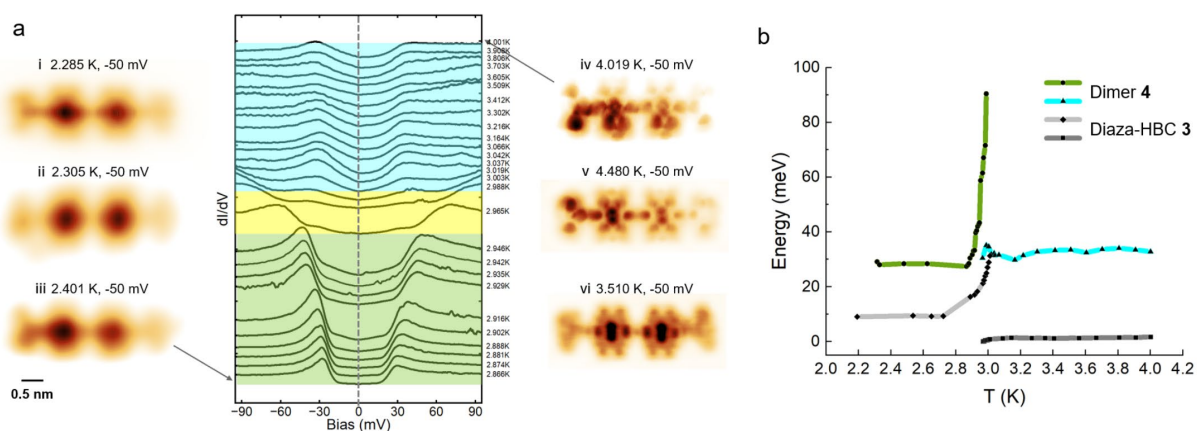 a
b
i 2.285 K, -50 mV
ii 2.305 K, -50 mV
iii 2.401 K, -50 mV
0.5 nm
dI/dV
4.001K
3.908K
3.806K
3.703K
3.605K
3.509K
3.412K
3.302K
3.216K
3.164K
3.066K
3.042K
3.037K
3.019K
3.003K
2.988K
2.965K
2.946K
2.942K
2.935K
2.929K
2.916K
2.902K
2.888K
2.881K
2.874K
2.866K
−90 −60 −30 0 30 60 90
Bias (mV)
iv 4.019 K, -50 mV
v 4.480 K, -50 mV
vi 3.510 K, -50 mV
Energy (meV)
100
80
60
40
20
0
Dimer 4
Diaza-HBC 3
2.0 2.2 2.4 2.6 2.8 3.0 3.2 3.4 3.6 3.8 4.0 4.2
T (K)